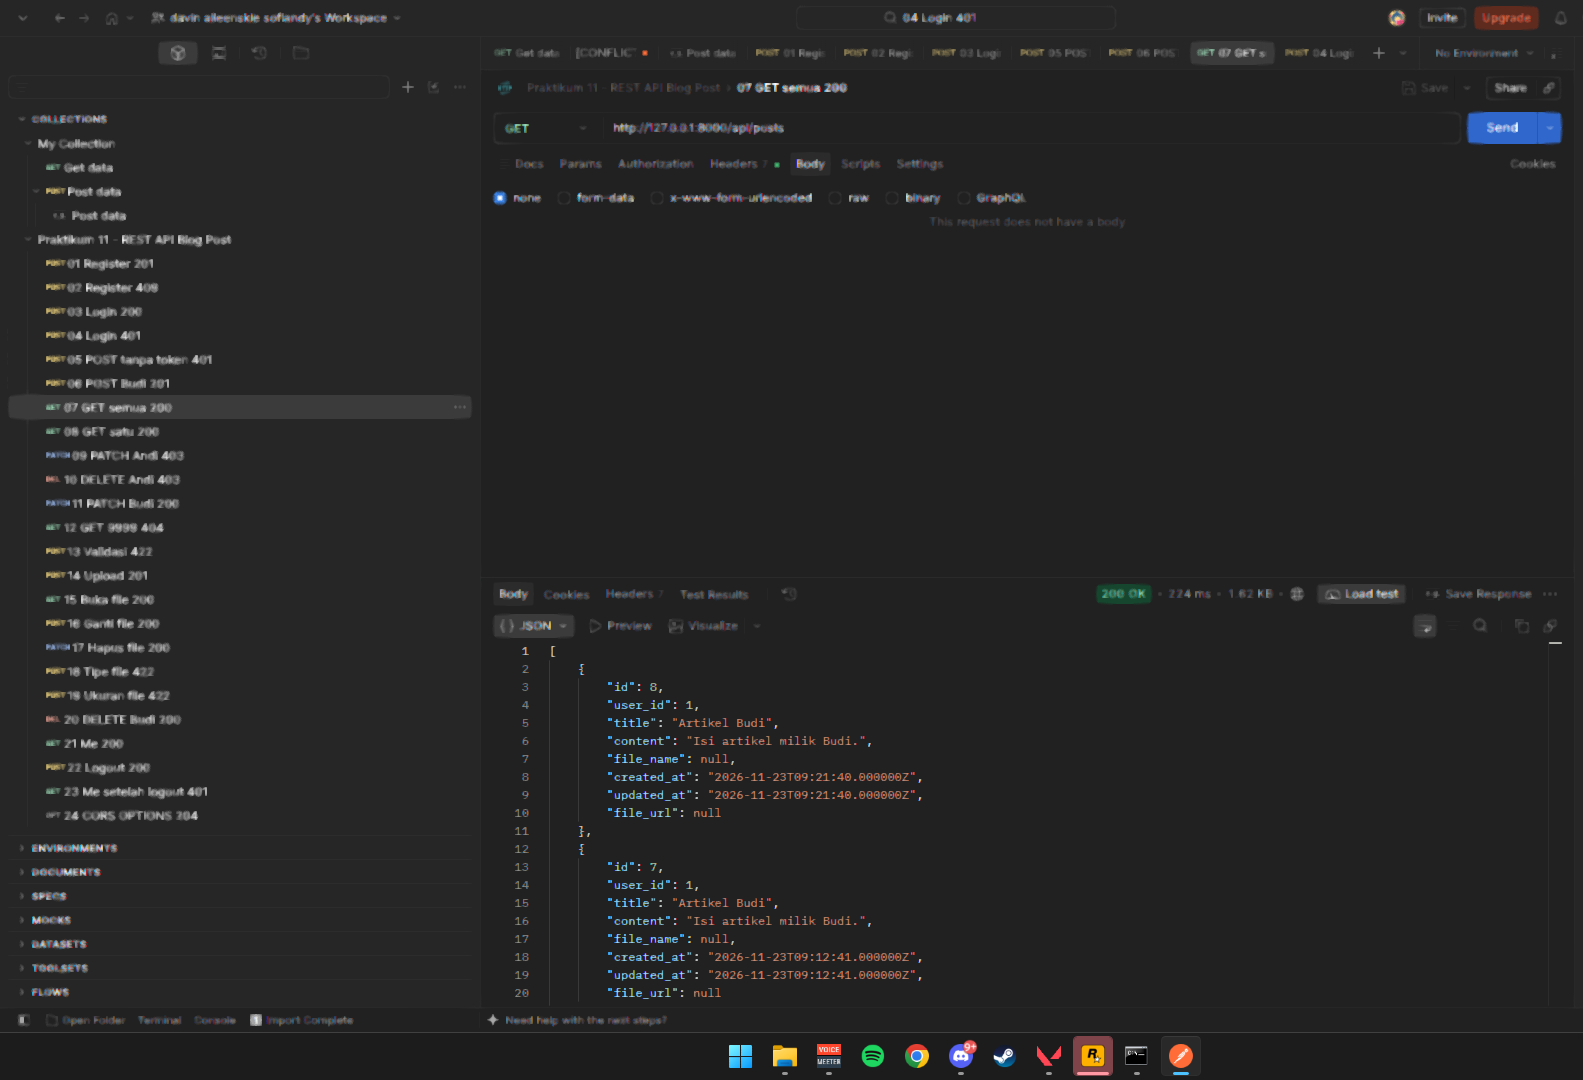 davin aileenskie sofiandy's Workspace
04 Login 401
Invite
Upgrade
GET Get data
[CONFLICT
Post data
POST 01 Regis
POST 02 Regi
POST 03 Logi
POST 05 POS
POST 06 POS
GET 07 GET s
POST 04 Logi
No Environment
Praktikum 11 - REST API Blog Post › 07 GET semua 200
Save
Share
COLLECTIONS
My Collection
GET Get data
POST Post data
e.g. Post data
Praktikum 11 - REST API Blog Post
POST 01 Register 201
POST 02 Register 409
POST 03 Login 200
POST 04 Login 401
POST 05 POST tanpa token 401
POST 06 POST Budi 201
GET 07 GET semua 200
GET 08 GET satu 200
PATCH 09 PATCH Andi 403
DEL 10 DELETE Andi 403
PATCH 11 PATCH Budi 200
GET 12 GET 9999 404
POST 13 Validasi 422
POST 14 Upload 201
GET 15 Buka file 200
POST 16 Ganti file 200
PATCH 17 Hapus file 200
POST 18 Tipe file 422
POST 19 Ukuran file 422
DEL 20 DELETE Budi 200
GET 21 Me 200
POST 22 Logout 200
GET 23 Me setelah logout 401
OPT 24 CORS OPTIONS 204
ENVIRONMENTS
DOCUMENTS
SPECS
MOCKS
DATASETS
TOOLSETS
FLOWS
GET
http://127.0.0.1:8000/api/posts
Send
Docs Params Authorization Headers 7 Body Scripts Settings
Cookies
none form-data x-www-form-urlencoded raw binary GraphQL
This request does not have a body
Body Cookies Headers 7 Test Results
200 OK • 224 ms • 1.62 KB
Load test
e.g. Save Response
{ } JSON
Preview
Visualize
1 [
2 {
3 "id": 8,
4 "user_id": 1,
5 "title": "Artikel Budi",
6 "content": "Isi artikel milik Budi.",
7 "file_name": null,
8 "created_at": "2026-11-23T09:21:40.000000Z",
9 "updated_at": "2026-11-23T09:21:40.000000Z",
10 "file_url": null
11 },
12 {
13 "id": 7,
14 "user_id": 1,
15 "title": "Artikel Budi",
16 "content": "Isi artikel milik Budi.",
17 "file_name": null,
18 "created_at": "2026-11-23T09:12:41.000000Z",
19 "updated_at": "2026-11-23T09:12:41.000000Z",
20 "file_url": null
Open Folder Terminal Console 1 Import Complete
Need help with the next steps?
VOICE
MEETER
9+